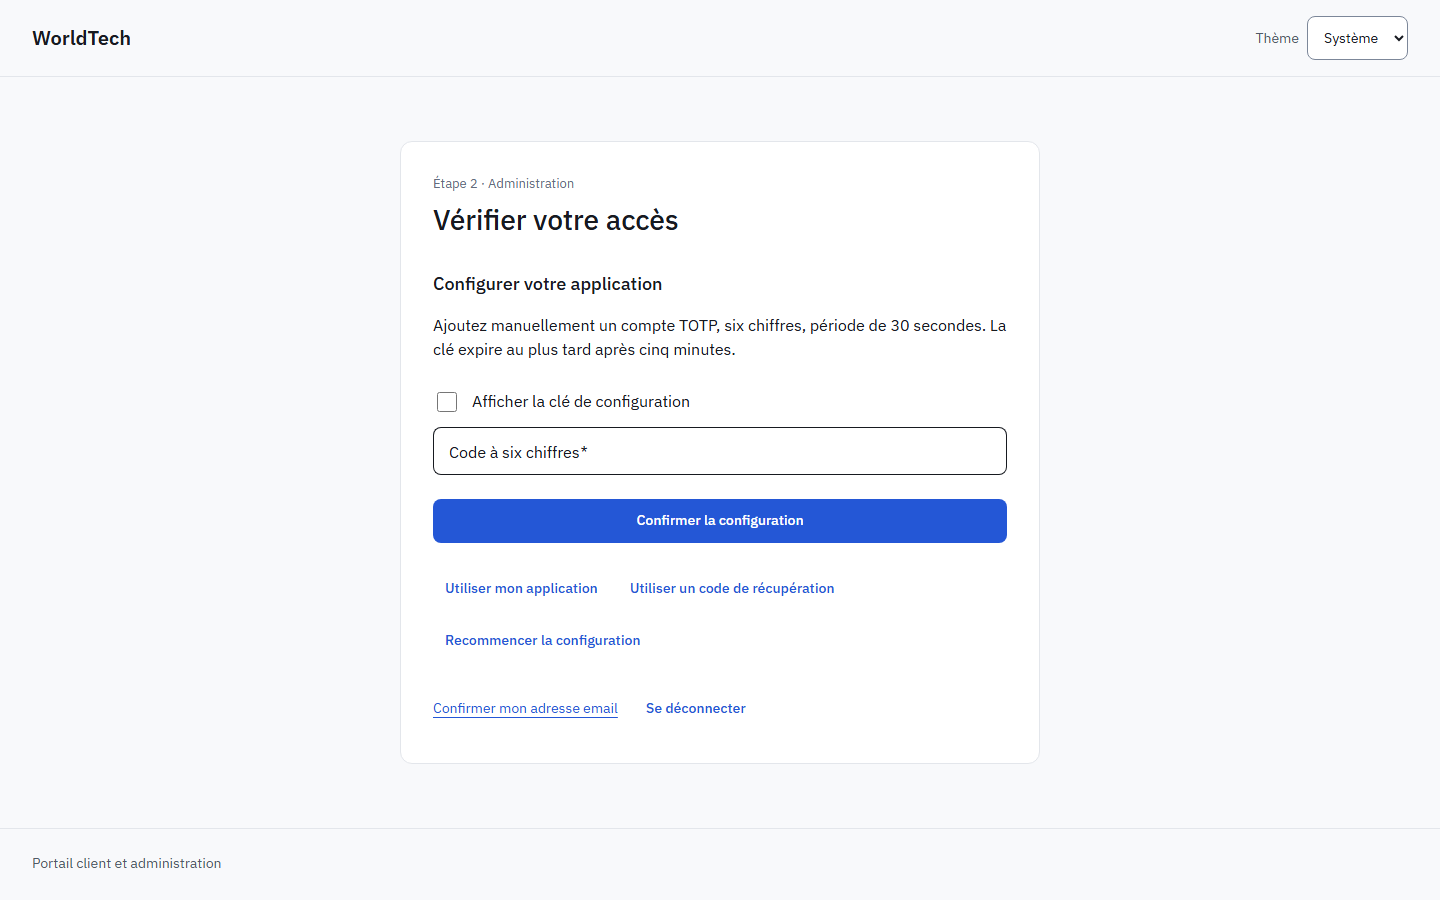 WorldTech
Thème
Système
Étape 2 · Administration
Vérifier votre accès
Configurer votre application
Ajoutez manuellement un compte TOTP, six chiffres, période de 30 secondes. La
clé expire au plus tard après cinq minutes.
Afficher la clé de configuration
Code à six chiffres*
Confirmer la configuration
Utiliser mon application
Utiliser un code de récupération
Recommencer la configuration
Confirmer mon adresse email
Se déconnecter
Portail client et administration